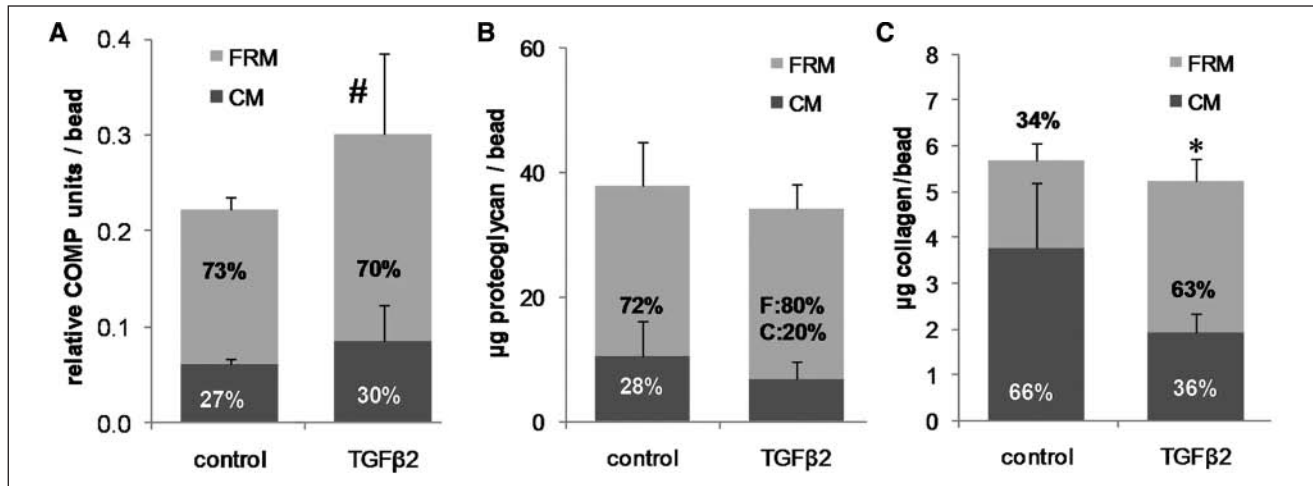 A
relative COMP units / bead
0.4
0.3
0.2
0.1
0.0
FRM
CM
#
73%
70%
27%
30%
control
TGFβ2
B
µg proteoglycan / bead
60
40
20
0
FRM
CM
72%
F:80%
C:20%
28%
control
TGFβ2
C
µg collagen/bead
8
7
6
5
4
3
2
1
0
FRM
CM
34%
*
63%
66%
36%
control
TGFβ2